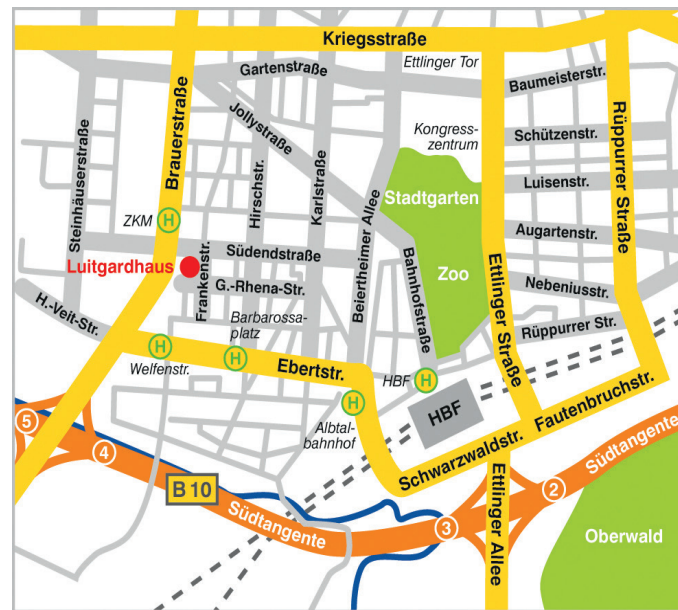 Kriegsstraße
Gartenstraße
Ettlinger Tor
Baumeisterstr.
Jollystraße
Steinhäuserstraße
Brauerstraße
Hirschstr.
Karlstraße
Kongress-
zentrum
Schützenstr.
Rüppurrer Straße
Stadtgarten
Luisenstr.
ZKM
H
Beiertheimer Allee
Augartenstr.
Südendstraße
Luitgardhaus
Frankenstr.
G.-Rhena-Str.
Bahnhofstraße
Zoo
Ettlinger Straße
Nebeniusstr.
H.-Veit-Str.
Barbarossa-
platz
Rüppurrer Str.
H
Welfenstr.
H
Ebertstr.
HBF
H
HBF
H
Albtal-
bahnhof
Fautenbruchstr.
Schwarzwaldstr.
5
4
B 10
Südtangente
3
Ettlinger Allee
2
Südtangente
Oberwald